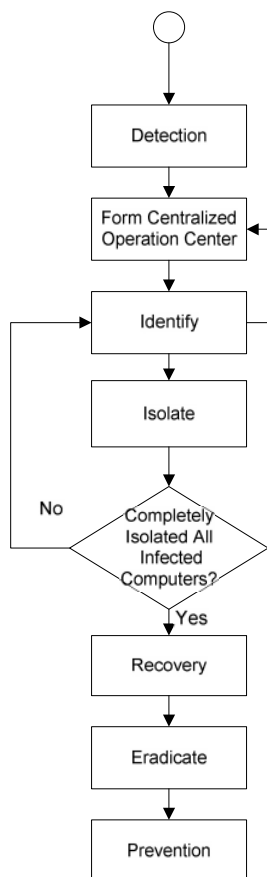 Detection
Form Centralized
Operation Center
Identify
Isolate
No
Completely
Isolated All
Infected
Computers?
Yes
Recovery
Eradicate
Prevention